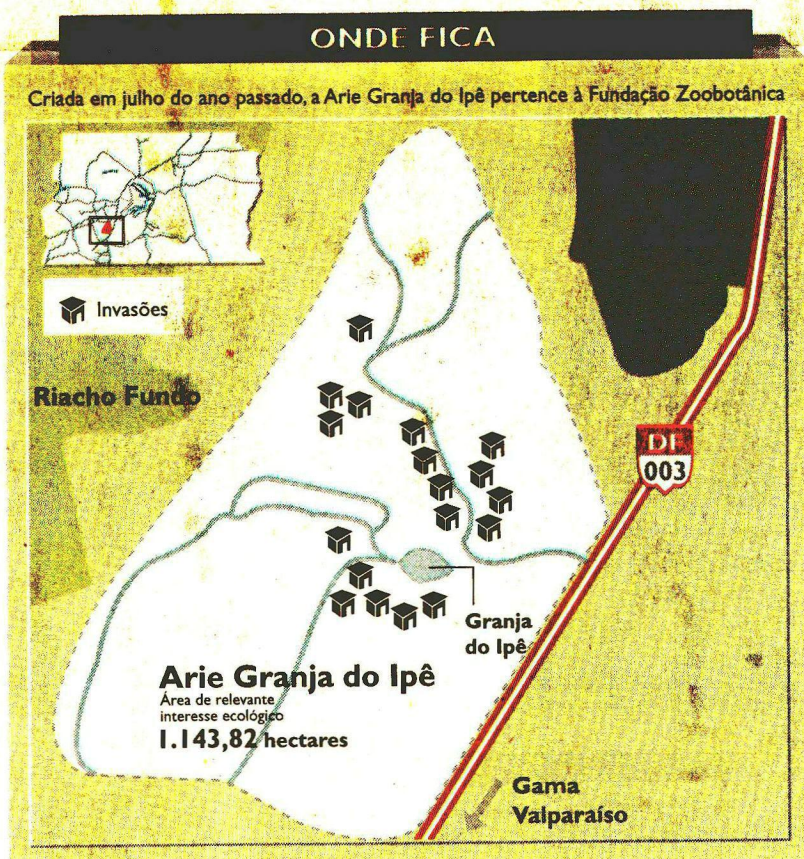 ONDE FICA
Criada em julho do ano passado, a Arie Granja do Ipê pertence à Fundação Zoobotânica
Invasões
Riacho Fundo
DF
003
Granja
do Ipê
Arie Granja do Ipê
Área de relevante
interesse ecológico
1.143,82 hectares
Gama
Valparaíso